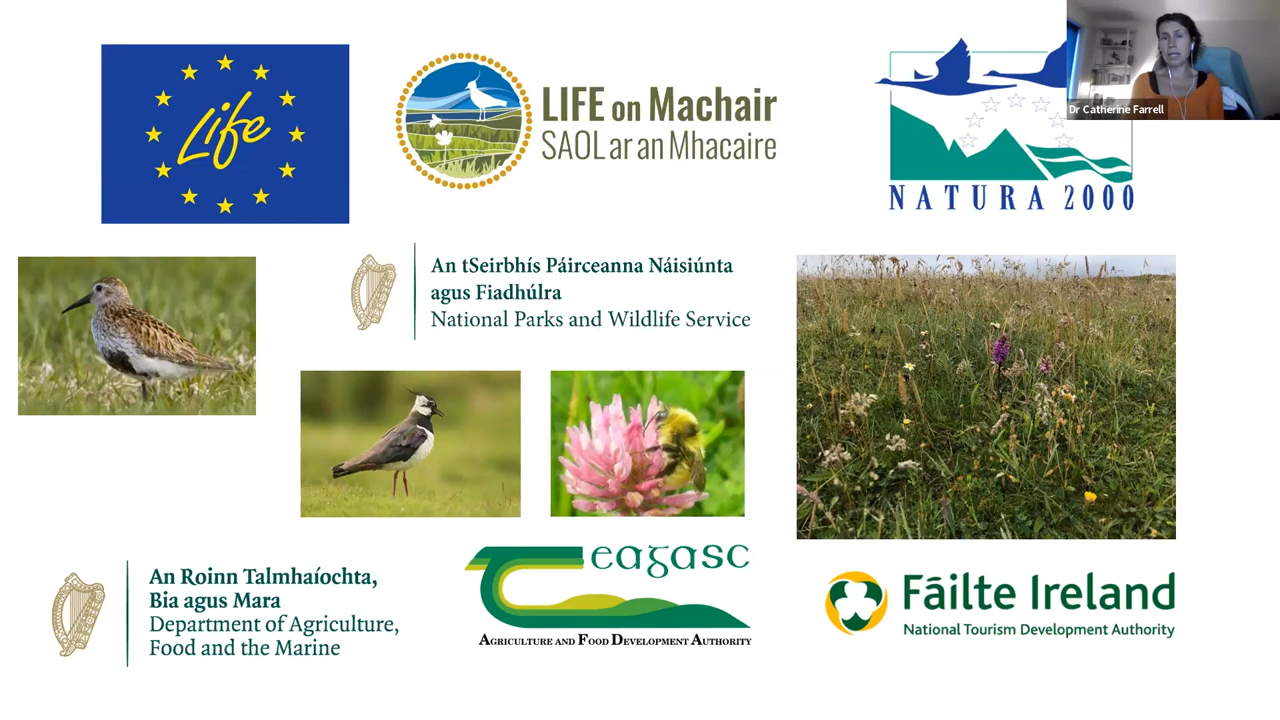 Life
LIFE on Machair
SAOL ar an Mhacaire
NATURA 2000
Dr Catherine Farrell
An tSeirbhís Páirceanna Náisiúnta
agus Fiadhúlra
National Parks and Wildlife Service
An Roinn Talmhaíochta,
Bia agus Mara
Department of Agriculture,
Food and the Marine
Teagasc
AGRICULTURE AND FOOD DEVELOPMENT AUTHORITY
Fáilte Ireland
National Tourism Development Authority